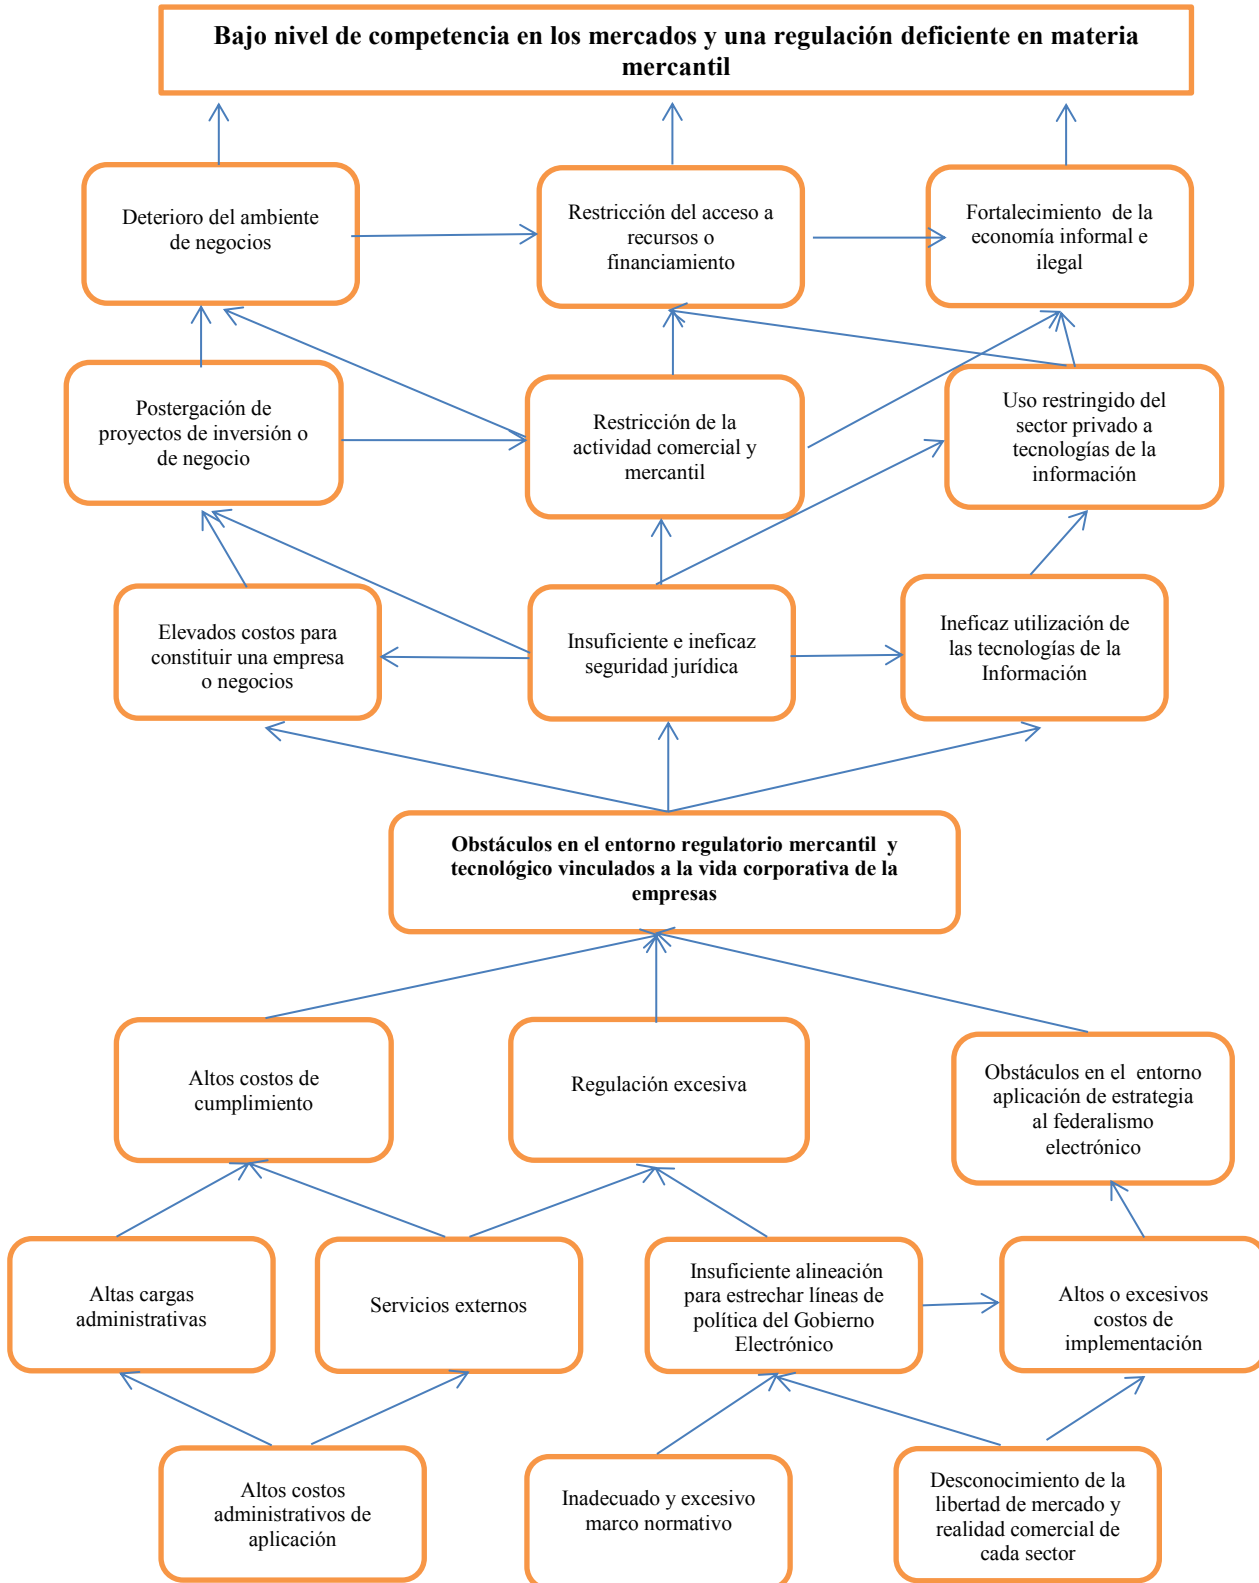 Bajo nivel de competencia en los mercados y una regulación deficiente en materia
mercantil
Deterioro del ambiente
de negocios
Restricción del acceso a
recursos o
financiamiento
Fortalecimiento de la
economía informal e
ilegal
Postergación de
proyectos de inversión o
de negocio
Restricción de la
actividad comercial y
mercantil
Uso restringido del
sector privado a
tecnologías de la
información
Elevados costos para
constituir una empresa
o negocios
Insuficiente e ineficaz
seguridad jurídica
Ineficaz utilización de
las tecnologías de la
Información
Obstáculos en el entorno regulatorio mercantil y
tecnológico vinculados a la vida corporativa de la
empresas
Altos costos de
cumplimiento
Regulación excesiva
Obstáculos en el entorno
aplicación de estrategia
al federalismo
electrónico
Altas cargas
administrativas
Servicios externos
Insuficiente alineación
para estrechar líneas de
política del Gobierno
Electrónico
Altos o excesivos
costos de
implementación
Altos costos
administrativos de
aplicación
Inadecuado y excesivo
marco normativo
Desconocimiento de la
libertad de mercado y
realidad comercial de
cada sector